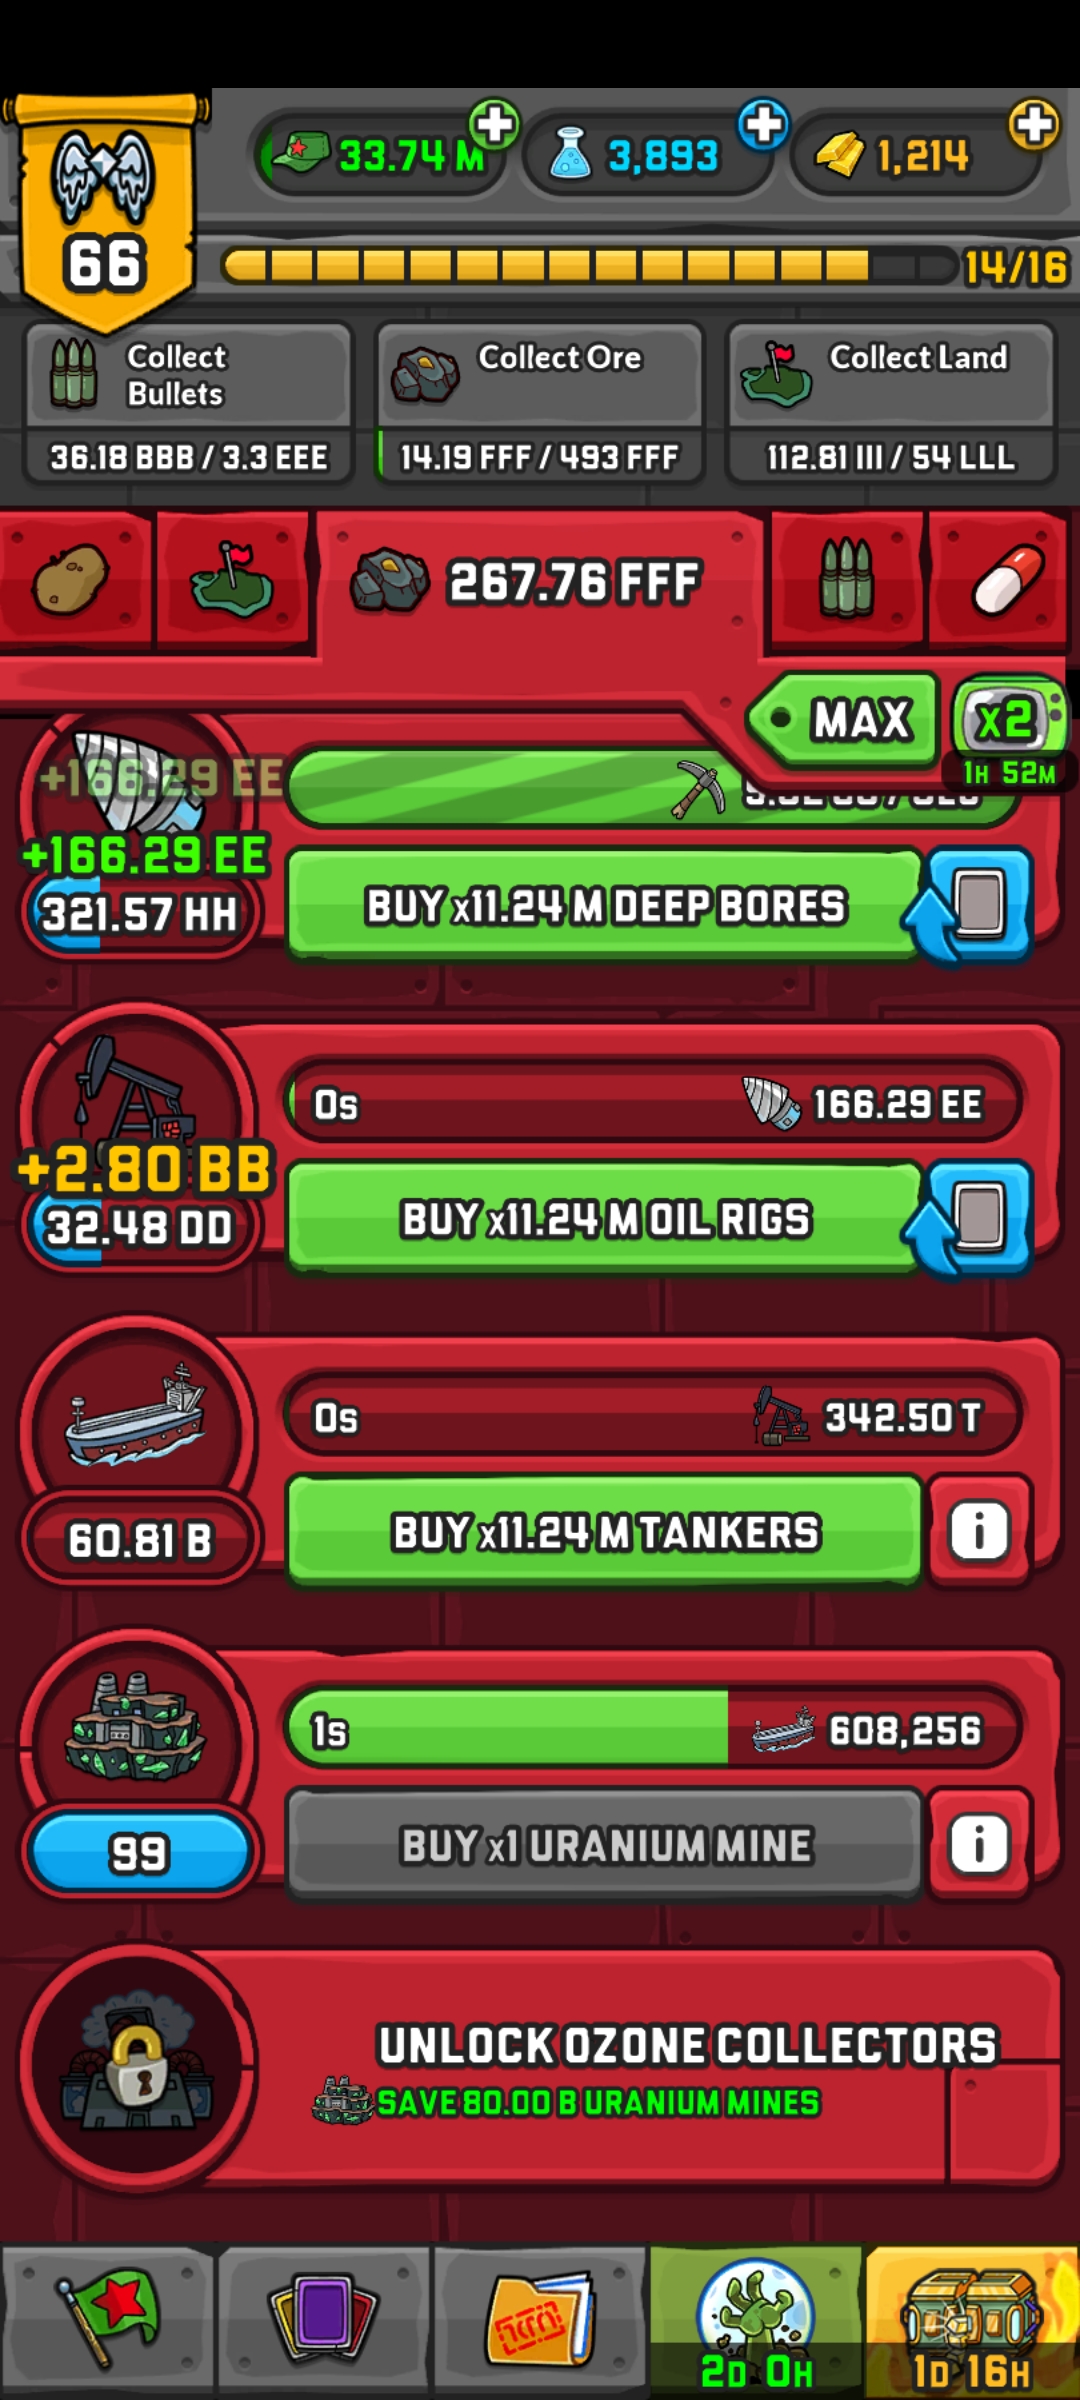 33.74 M
3,893
1,214
66
14/16
Collect
Bullets
Collect Ore
Collect Land
36.18 BBB / 3.3 EEE
14.19 FFF / 493 FFF
112.81 III / 54 LLL
267.76 FFF
MAX
x2
1H 52M
+166.29 EE
+166.29 EE
321.57 HH
BUY x11.24 M DEEP BORES
0s
166.29 EE
+2.80 BB
32.48 DD
BUY x11.24 M OIL RIGS
0s
342.50 T
60.81 B
BUY x11.24 M TANKERS
i
1s
608,256
99
BUY x1 URANIUM MINE
i
UNLOCK OZONE COLLECTORS
SAVE 80.00 B URANIUM MINES
2D 0H
1D 16H